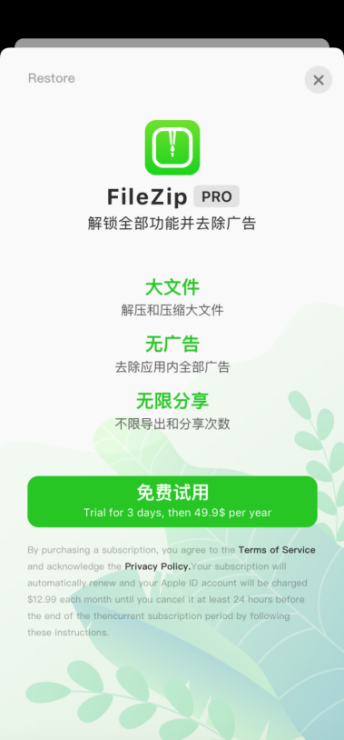 Restore
FileZip PRO
解锁全部功能并去除广告
大文件
解压和压缩大文件
无广告
去除应用内全部广告
无限分享
不限导出和分享次数
免费试用
Trial for 3 days, then 49.9$ per year
By purchasing a subscription, you agree to the Terms of Service
and acknowledge the Privacy Policy.Your subscription will
automatically renew and your Apple ID account will be charged
$12.99 each month until you cancel it at least 24 hours before
the end of the thencurrent subscription period by following
these instructions.